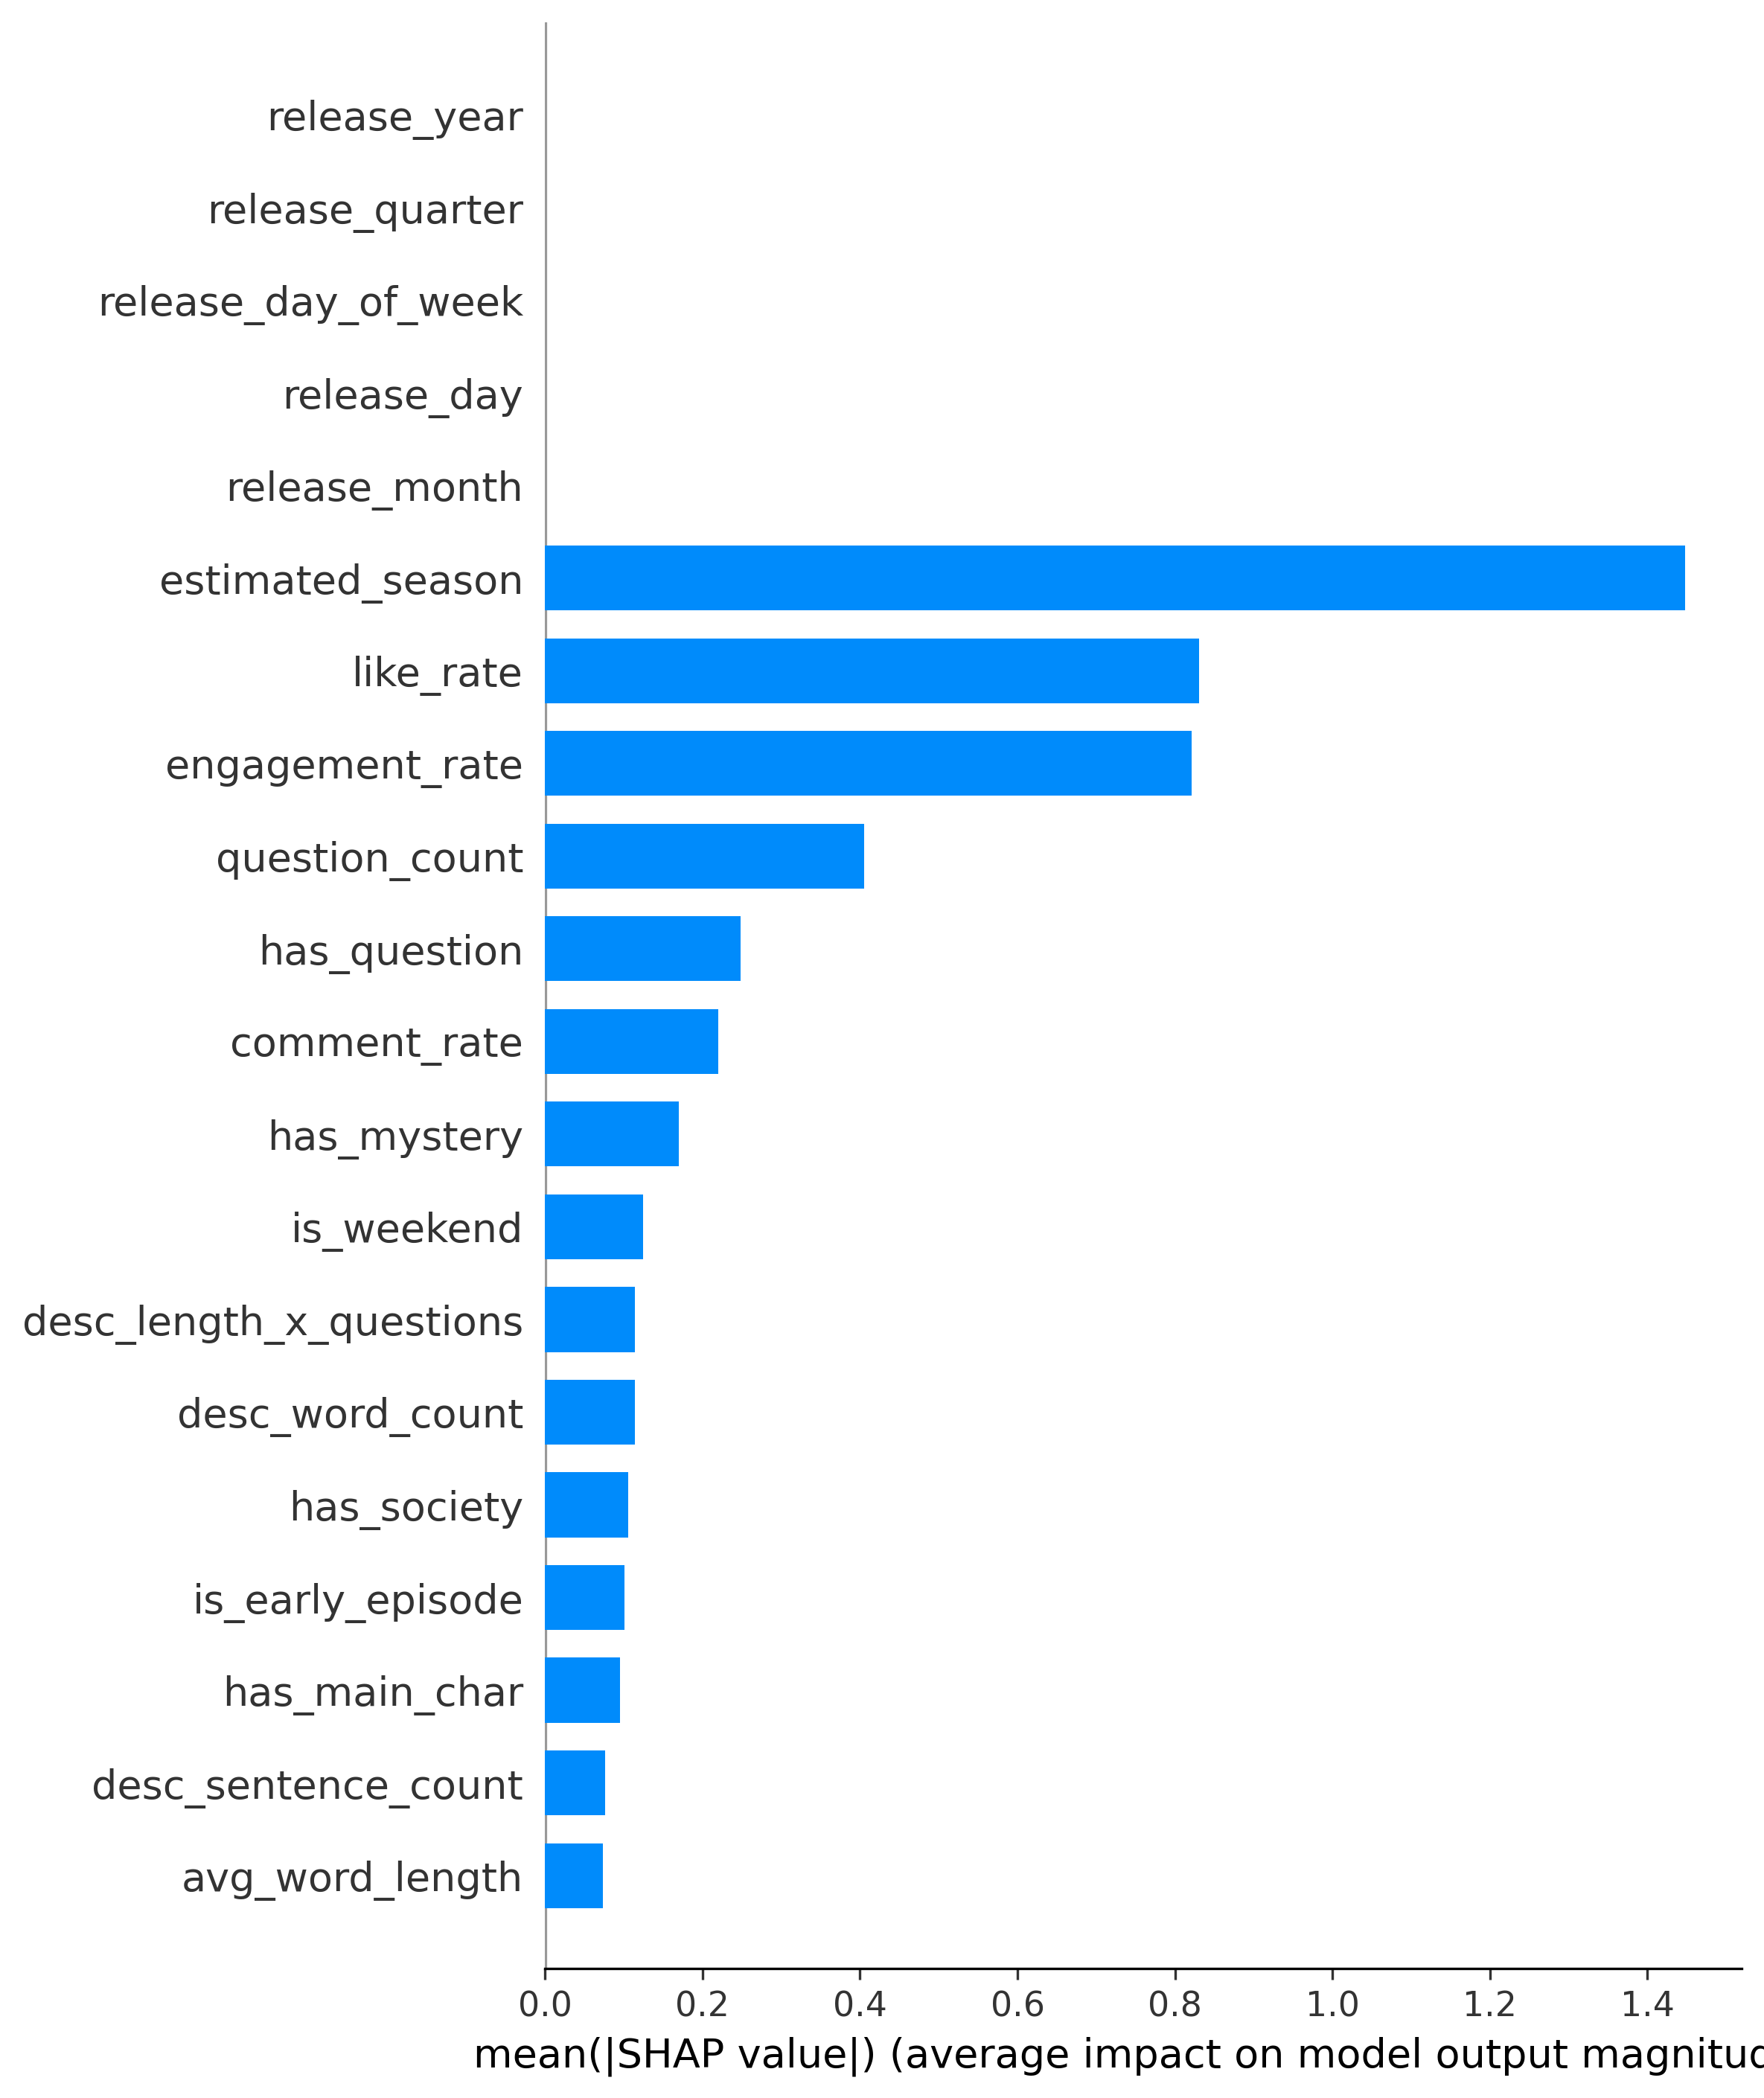 release_year
release_quarter
release_day_of_week
release_day
release_month
estimated_season
like_rate
engagement_rate
question_count
has_question
comment_rate
has_mystery
is_weekend
desc_length_x_questions
desc_word_count
has_society
is_early_episode
has_main_char
desc_sentence_count
avg_word_length
0.0 0.2 0.4 0.6 0.8 1.0 1.2 1.4
mean(|SHAP value|) (average impact on model output magnitud